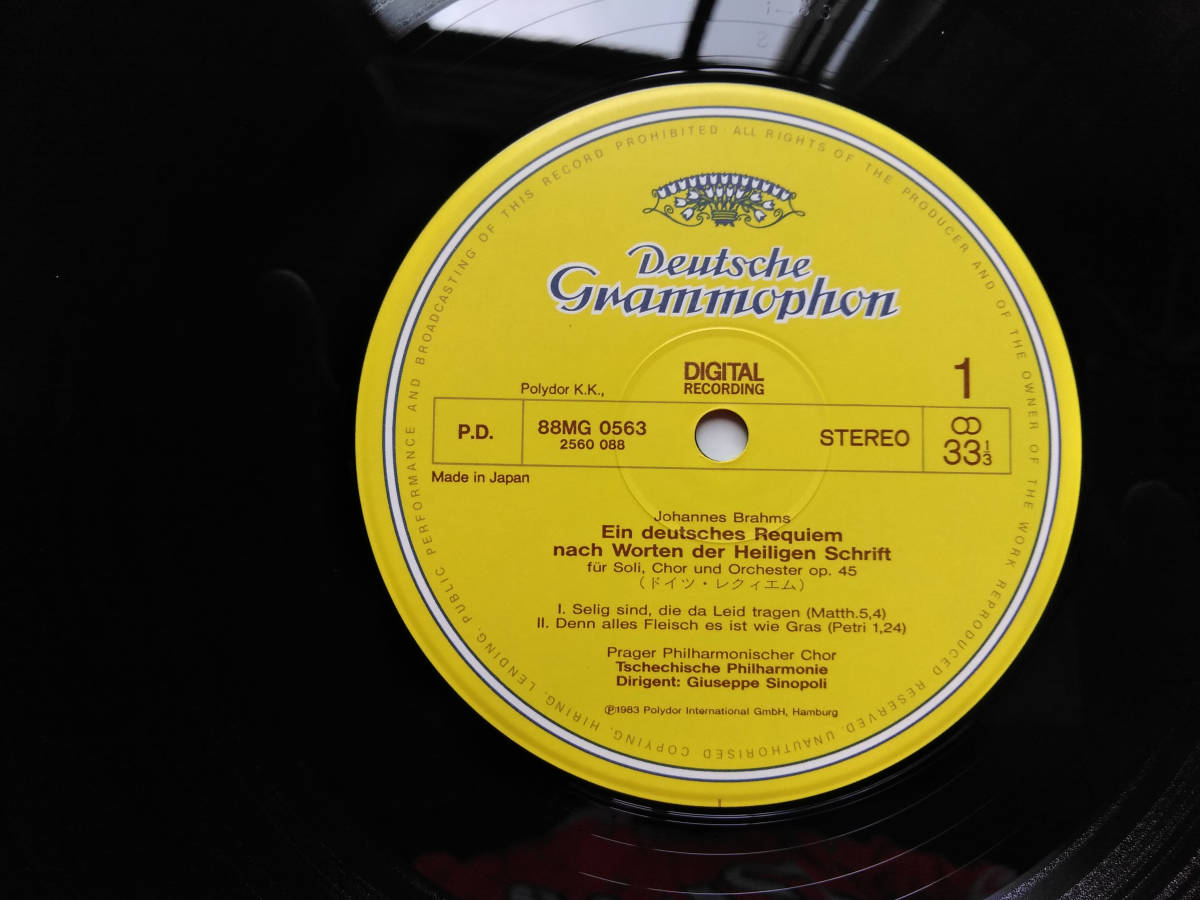 PUBLIC PERFORMANCE AND BROADCASTING OF THIS RECORD PROHIBITED · ALL RIGHTS OF THE PRODUCER AND OF THE OWNER OF THE WORK REPRODUCED RESERVED. UNAUTHORISED COPYING, HIRING, LENDING,
Deutsche
Grammophon
DIGITAL
RECORDING
1
Polydor K.K.,
P.D.
88MG 0563
2560 088
STEREO
33⅓
Made in Japan
Johannes Brahms
Ein deutsches Requiem
nach Worten der Heiligen Schrift
für Soli, Chor und Orchester op. 45
(ドイツ・レクィエム)
I. Selig sind, die da Leid tragen (Matth.5,4)
II. Denn alles Fleisch es ist wie Gras (Petri 1,24)
Prager Philharmonischer Chor
Tschechische Philharmonie
Dirigent: Giuseppe Sinopoli
℗1983 Polydor International GmbH, Hamburg